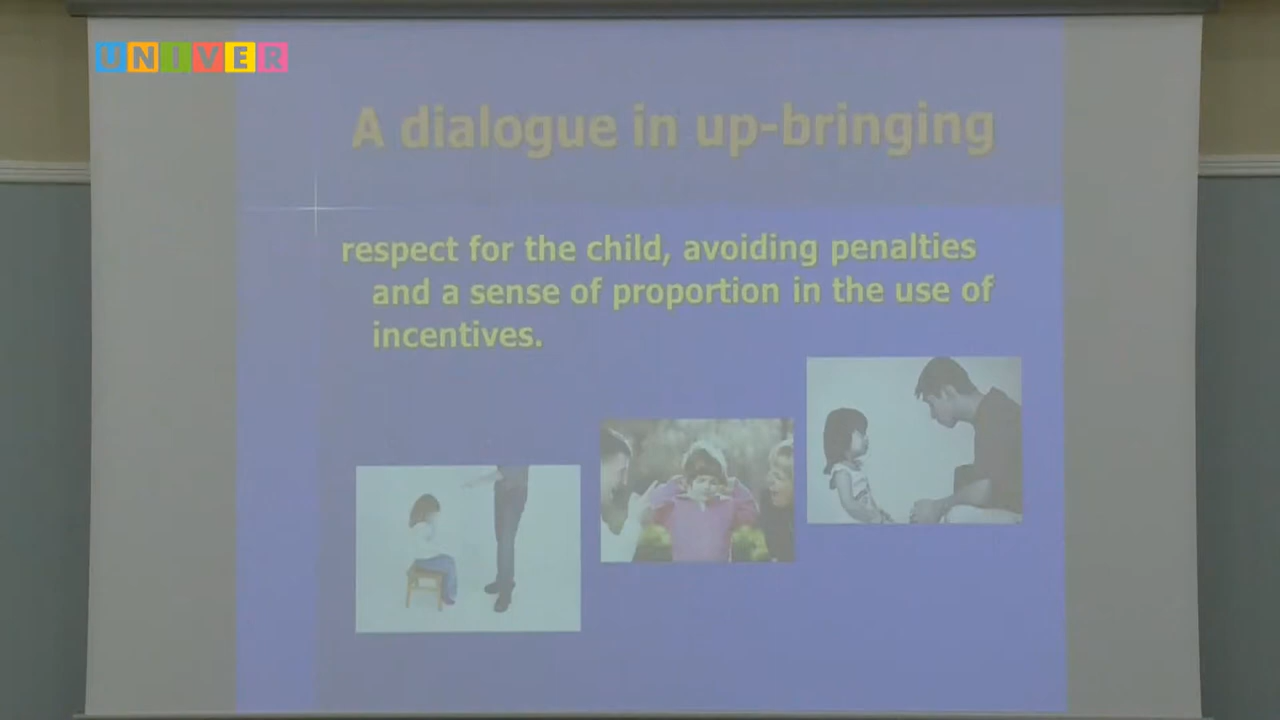 UNIVER
A dialogue in up-bringing
respect for the child, avoiding penalties
and a sense of proportion in the use of
incentives.